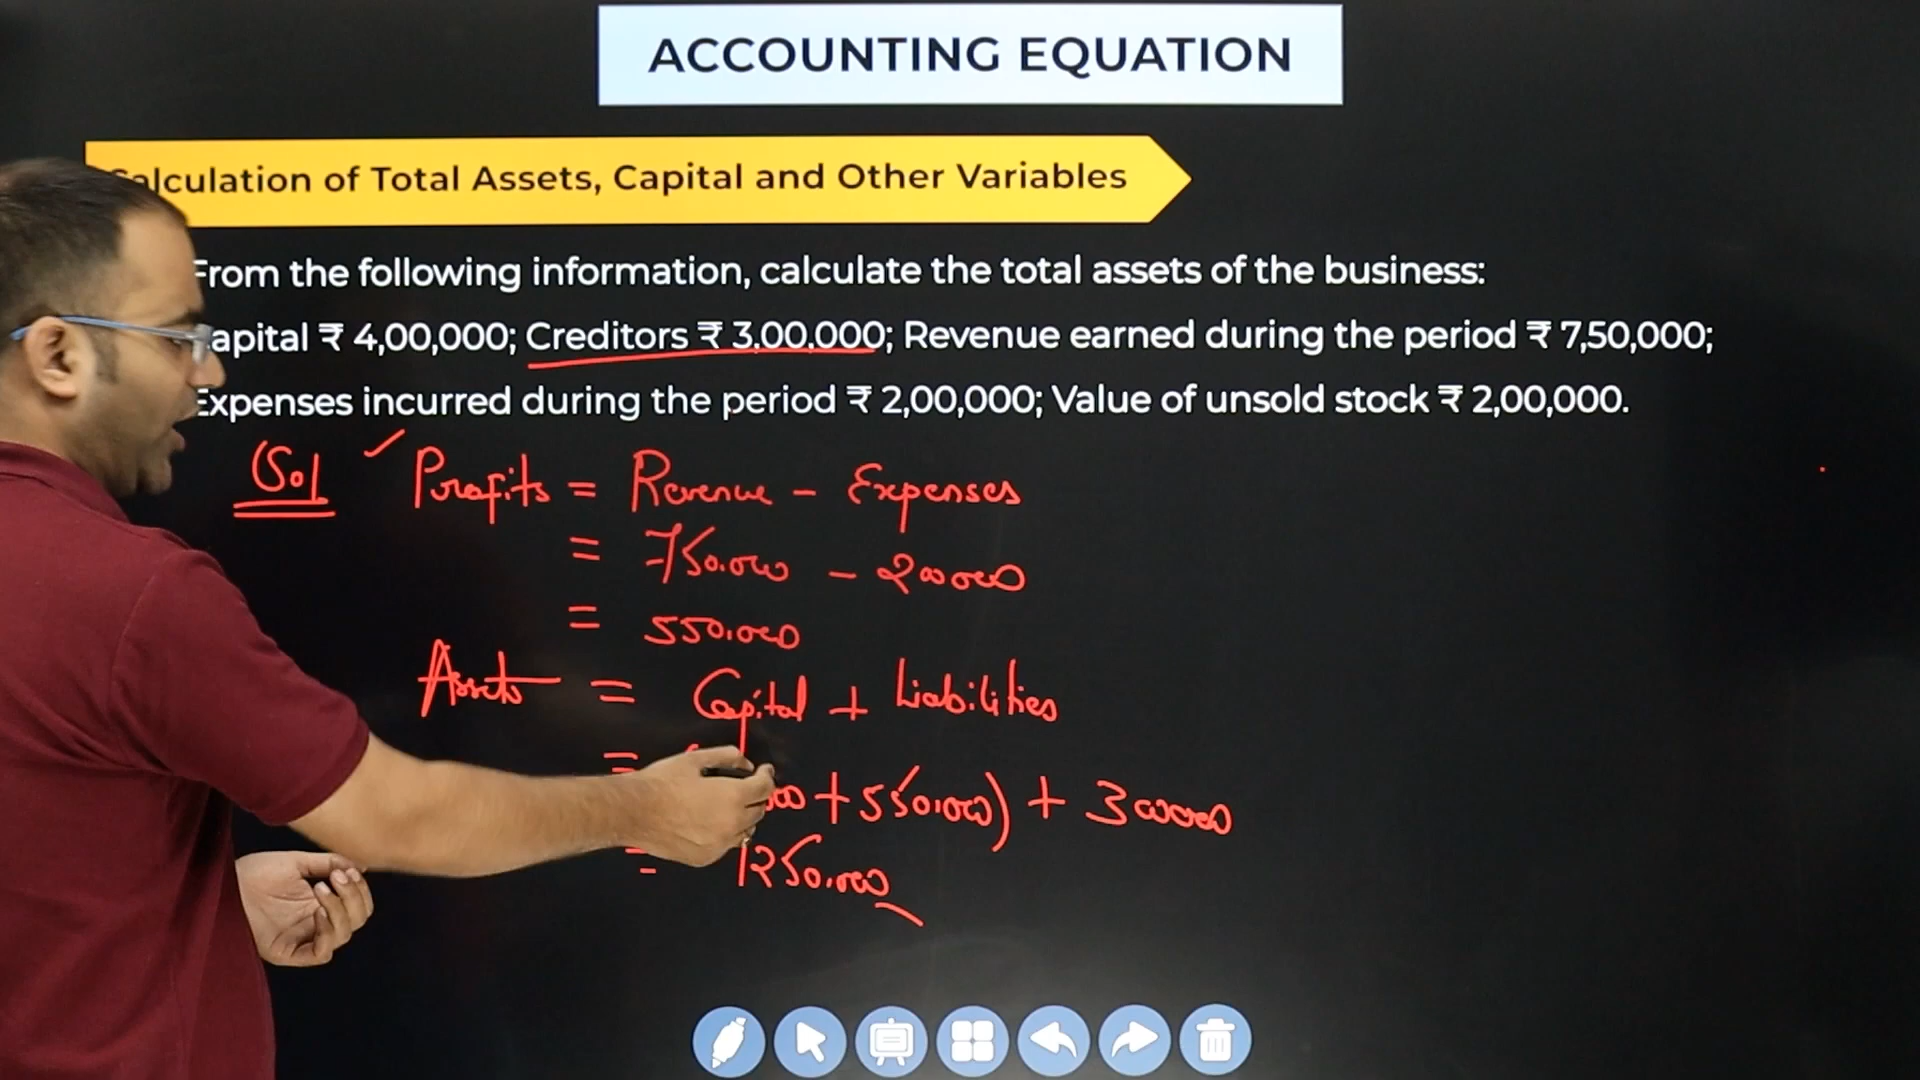 ACCOUNTING EQUATION
Calculation of Total Assets, Capital and Other Variables
From the following information, calculate the total assets of the business:
apital ₹ 4,00,000; Creditors ₹ 3,00,000; Revenue earned during the period ₹ 7,50,000;
Expenses incurred during the period ₹ 2,00,000; Value of unsold stock ₹ 2,00,000.
Sol Profits = Revenue - Expenses
= 750,000 - 200000
= 550,000
Assets = Capital + Liabilities
= 000 + 550,000) + 300000
= 1250,000